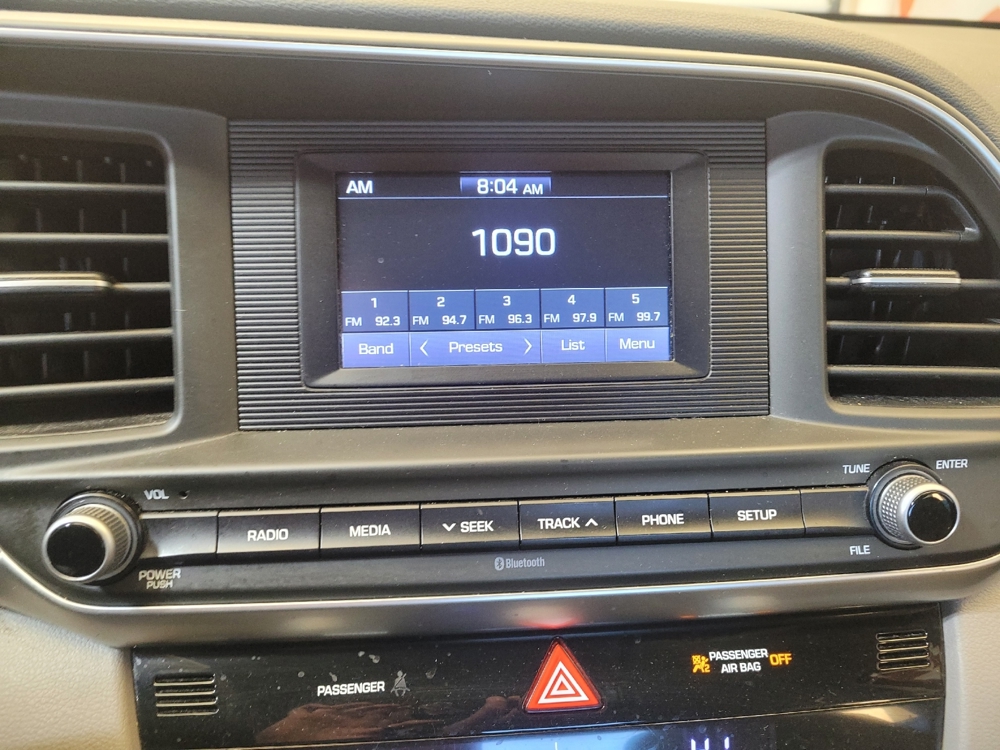 AM 8:04 AM
1090
1 2 3 4 5
FM 92.3 FM 94.7 FM 96.3 FM 97.9 FM 99.7
Band Presets List Menu
TUNE ENTER
VOL
RADIO MEDIA SEEK TRACK PHONE SETUP
FILE
Bluetooth
POWER
PUSH
PASSENGER
PASSENGER
AIR BAG OFF